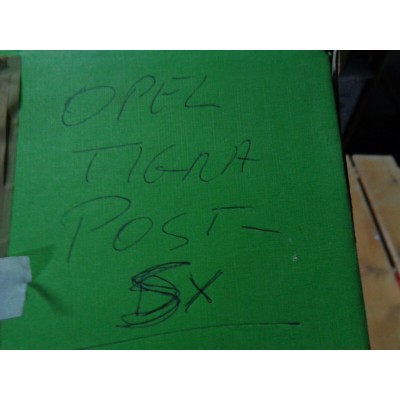 OPEL
TIGRA
POST-
SX